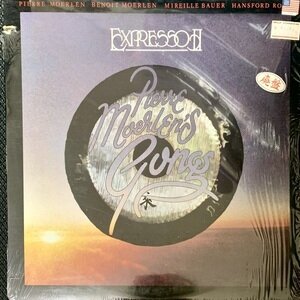 PIERRE MOERLEN BENOIT MOERLEN MIREILLE BAUER HANSFORD RO
EXPRESSO II
Pierre
Moerlen's
Gong